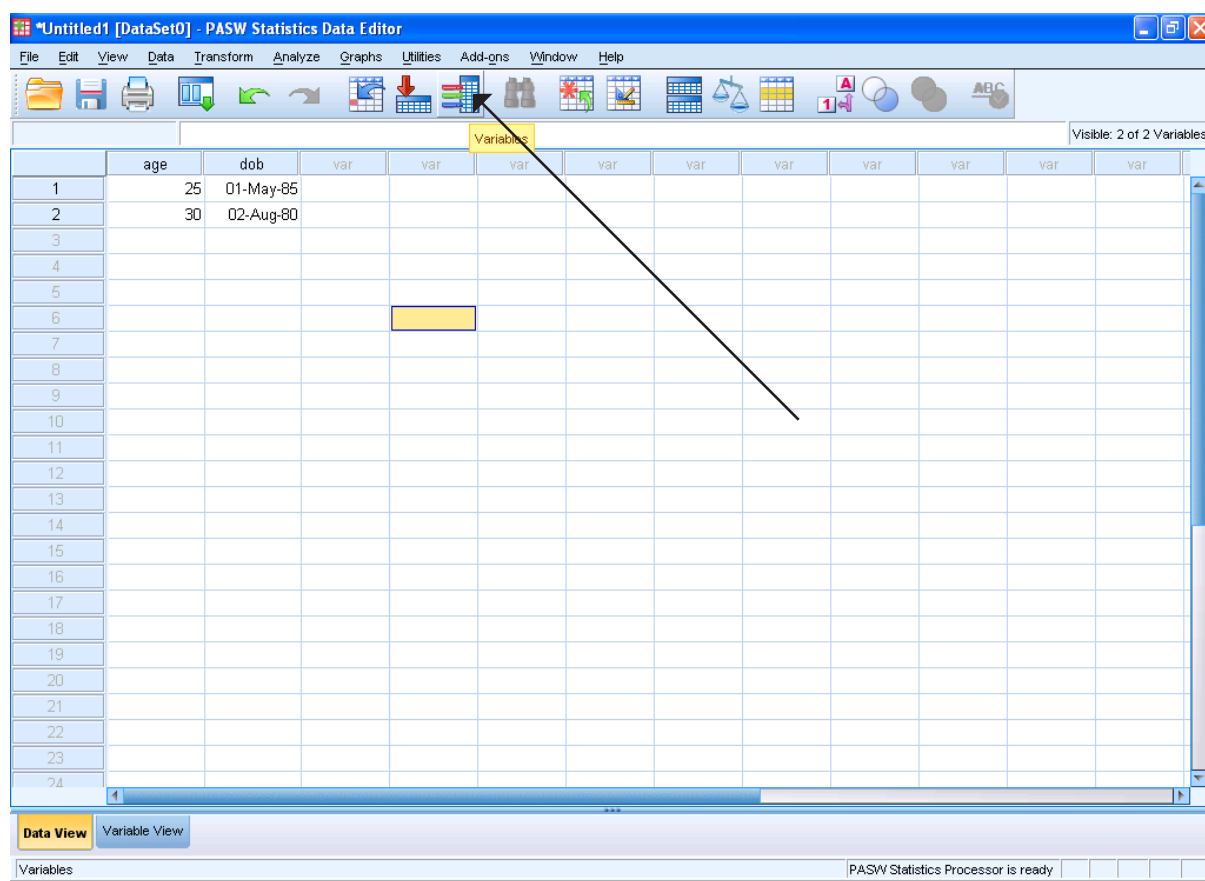 *Untitled1 [DataSet0] - PASW Statistics Data Editor
File Edit View Data Transform Analyze Graphs Utilities Add-ons Window Help
A 1 ABC
Variables
Visible: 2 of 2 Variables
age dob var var var var var var var var var var
1 25 01-May-85
2 30 02-Aug-80
3
4
5
6
7
8
9
10
11
12
13
14
15
16
17
18
19
20
21
22
23
24
Data View Variable View
Variables PASW Statistics Processor is ready